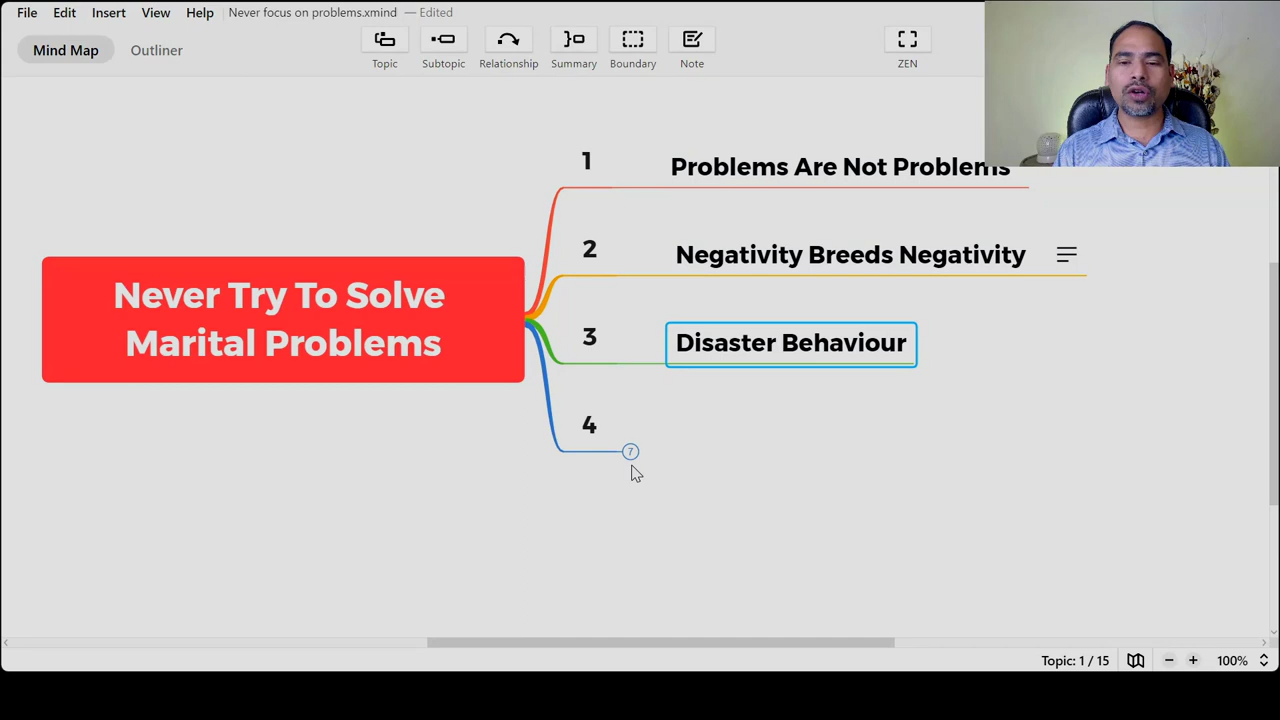 File Edit Insert View Help Never focus on problems.xmind — Edited
Mind Map Outliner
Topic Subtopic Relationship Summary Boundary Note ZEN
1 Problems Are Not Problems
2 Negativity Breeds Negativity
Never Try To Solve
Marital Problems
3 Disaster Behaviour
4
7
Topic: 1 / 15 100%